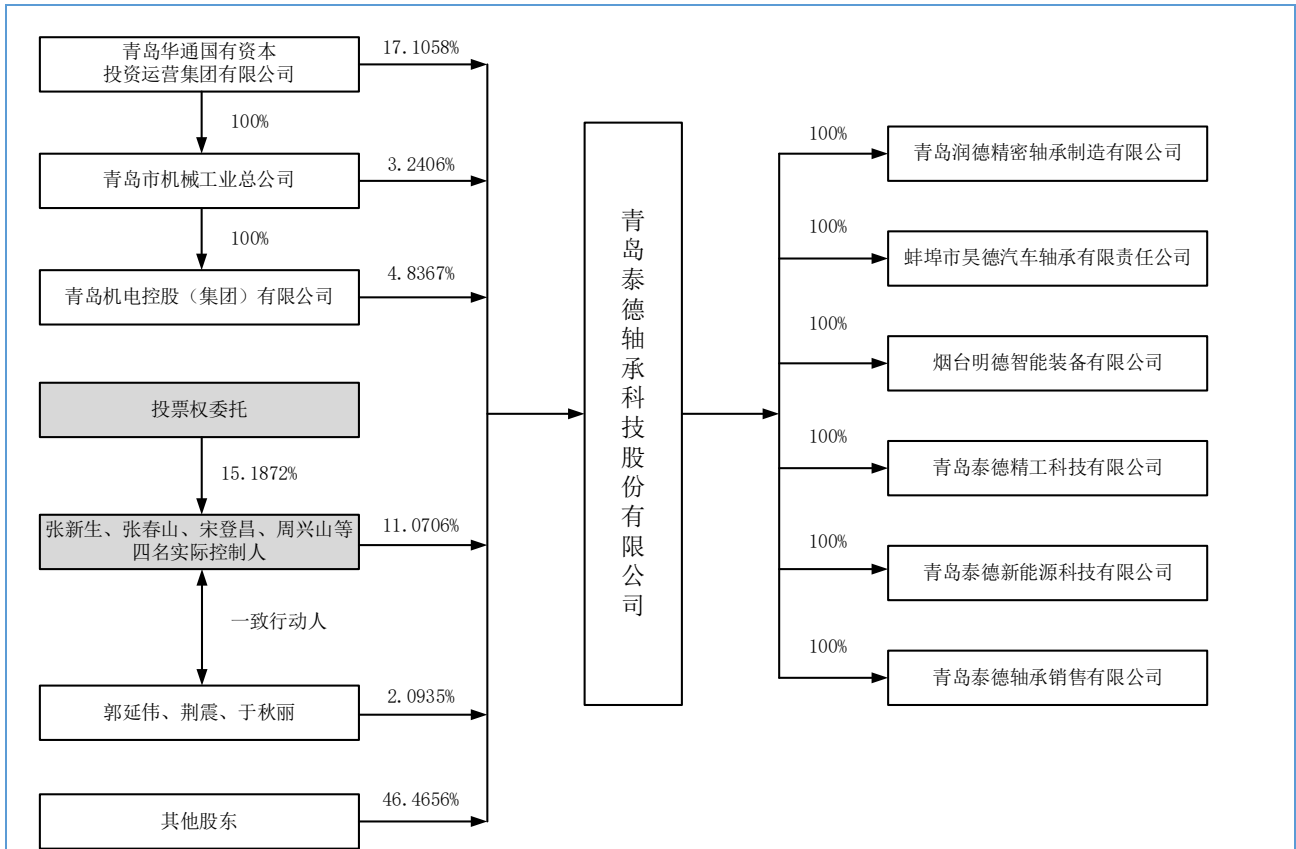 青岛华通国有资本
投资运营集团有限公司
17.1058%
100%
青岛市机械工业总公司
3.2406%
100%
青岛机电控股（集团）有限公司
4.8367%
投票权委托
15.1872%
张新生、张春山、宋登昌、周兴山等
四名实际控制人
11.0706%
一致行动人
郭延伟、荆震、于秋丽
2.0935%
其他股东
46.4656%
青岛泰德轴承科技股份有限公司
100%
青岛润德精密轴承制造有限公司
100%
蚌埠市昊德汽车轴承有限责任公司
100%
烟台明德智能装备有限公司
100%
青岛泰德精工科技有限公司
100%
青岛泰德新能源科技有限公司
100%
青岛泰德轴承销售有限公司